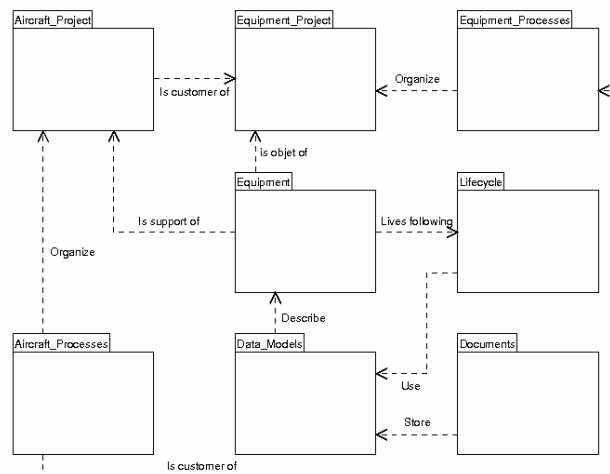 Aircraft_Project
Equipment_Project
Equipment_Processes
Is customer of
Organize
is objet of
Equipment
Lifecycle
Is support of
Lives following
Organize
Describe
Aircraft_Processes
Data_Models
Documents
Use
Store
Is customer of